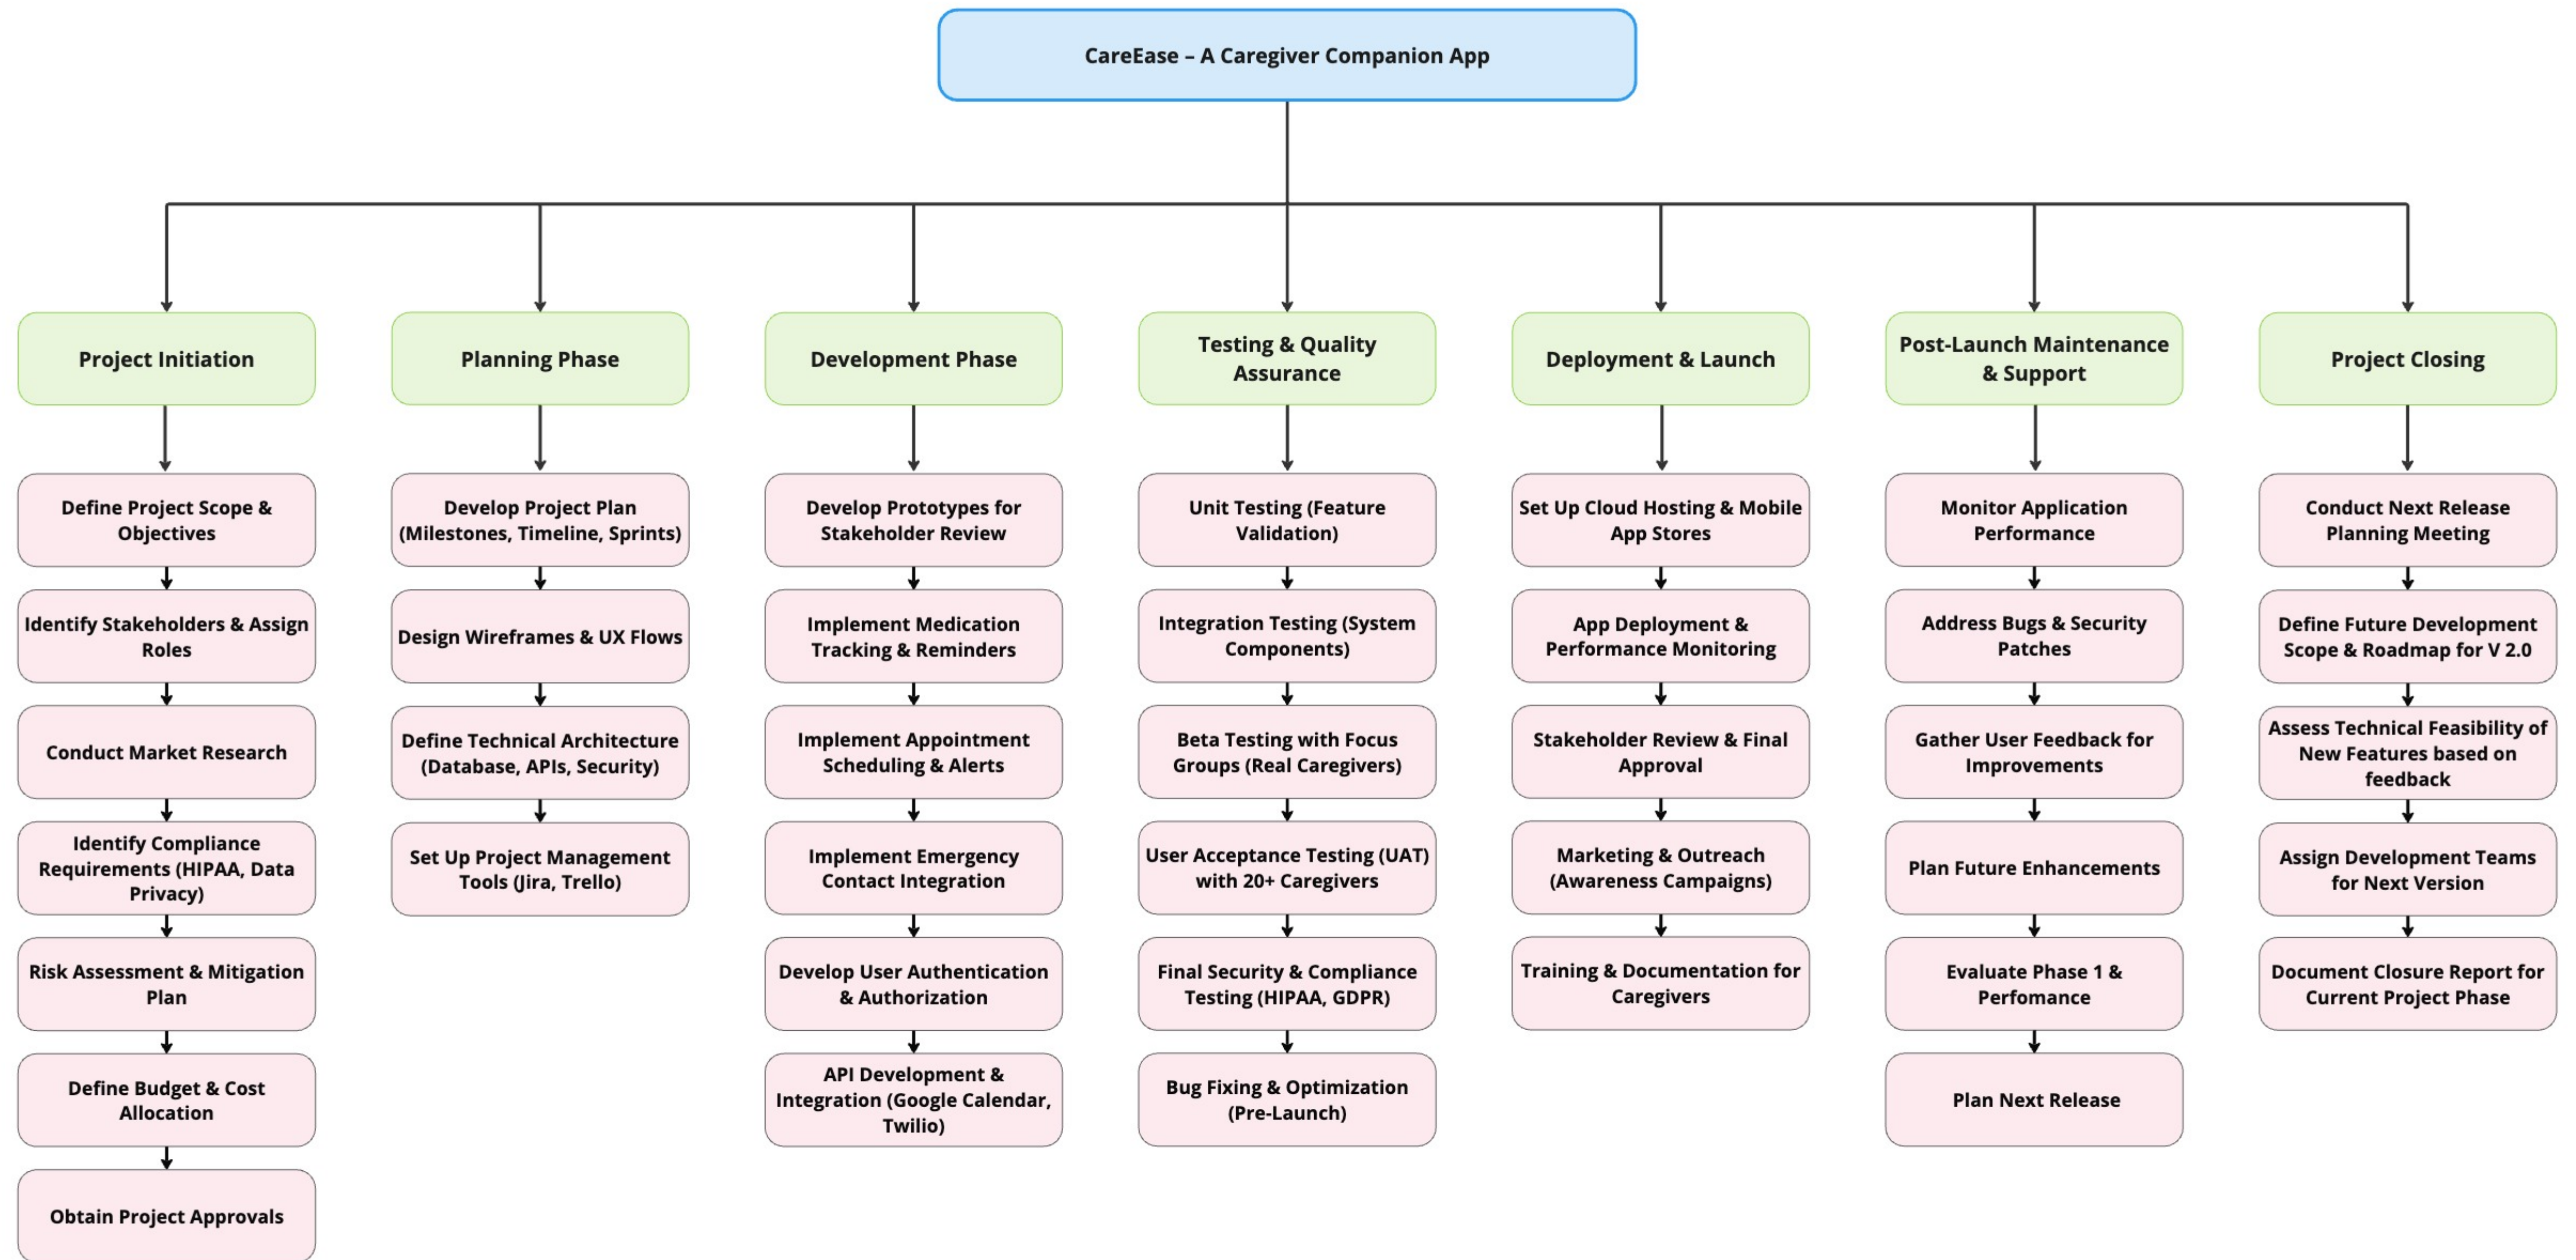 CareEase – A Caregiver Companion App
Project Initiation
Define Project Scope &
Objectives
Identify Stakeholders & Assign
Roles
Conduct Market Research
Identify Compliance
Requirements (HIPAA, Data
Privacy)
Risk Assessment & Mitigation
Plan
Define Budget & Cost
Allocation
Obtain Project Approvals
Planning Phase
Develop Project Plan
(Milestones, Timeline, Sprints)
Design Wireframes & UX Flows
Define Technical Architecture
(Database, APIs, Security)
Set Up Project Management
Tools (Jira, Trello)
Development Phase
Develop Prototypes for
Stakeholder Review
Implement Medication
Tracking & Reminders
Implement Appointment
Scheduling & Alerts
Implement Emergency
Contact Integration
Develop User Authentication
& Authorization
API Development &
Integration (Google Calendar,
Twilio)
Testing & Quality
Assurance
Unit Testing (Feature
Validation)
Integration Testing (System
Components)
Beta Testing with Focus
Groups (Real Caregivers)
User Acceptance Testing (UAT)
with 20+ Caregivers
Final Security & Compliance
Testing (HIPAA, GDPR)
Bug Fixing & Optimization
(Pre-Launch)
Deployment & Launch
Set Up Cloud Hosting & Mobile
App Stores
App Deployment &
Performance Monitoring
Stakeholder Review & Final
Approval
Marketing & Outreach
(Awareness Campaigns)
Training & Documentation for
Caregivers
Post-Launch Maintenance
& Support
Monitor Application
Performance
Address Bugs & Security
Patches
Gather User Feedback for
Improvements
Plan Future Enhancements
Evaluate Phase 1 &
Perfomance
Plan Next Release
Project Closing
Conduct Next Release
Planning Meeting
Define Future Development
Scope & Roadmap for V 2.0
Assess Technical Feasibility of
New Features based on
feedback
Assign Development Teams
for Next Version
Document Closure Report for
Current Project Phase